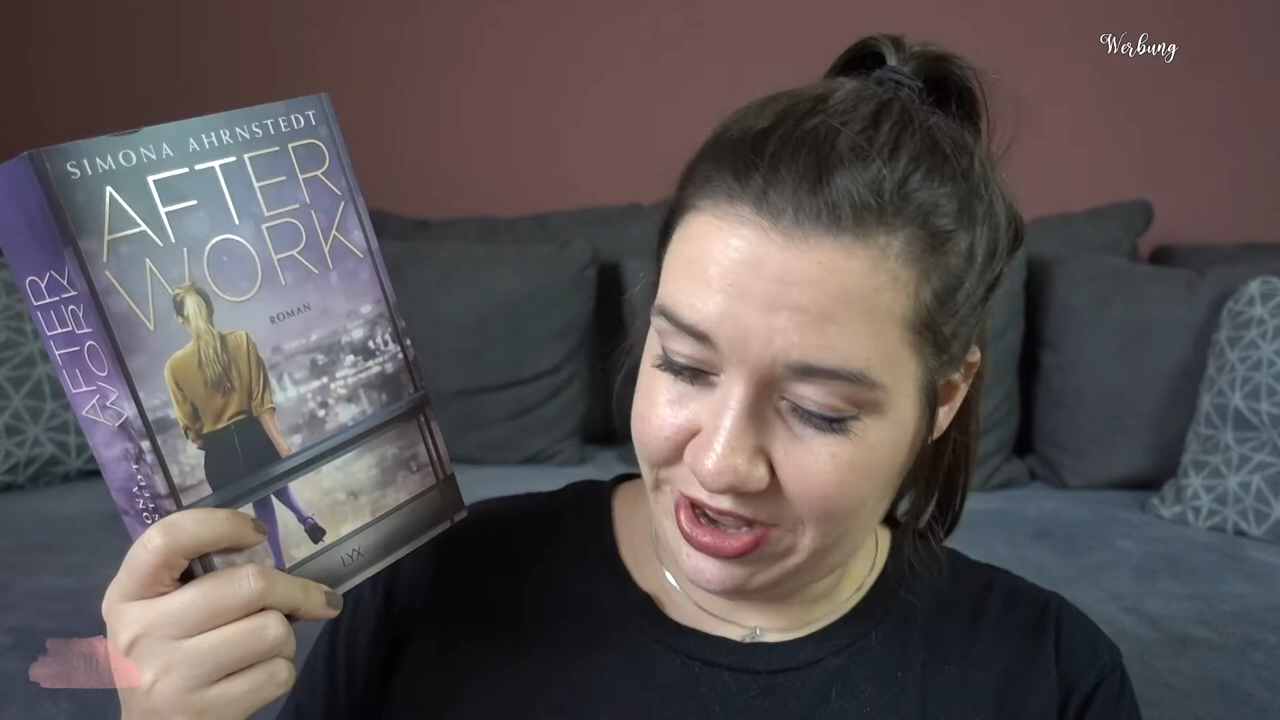 Werbung
SIMONA AHRNSTEDT
AFTER
WORK
ROMAN
LYX
AFTER
WORK